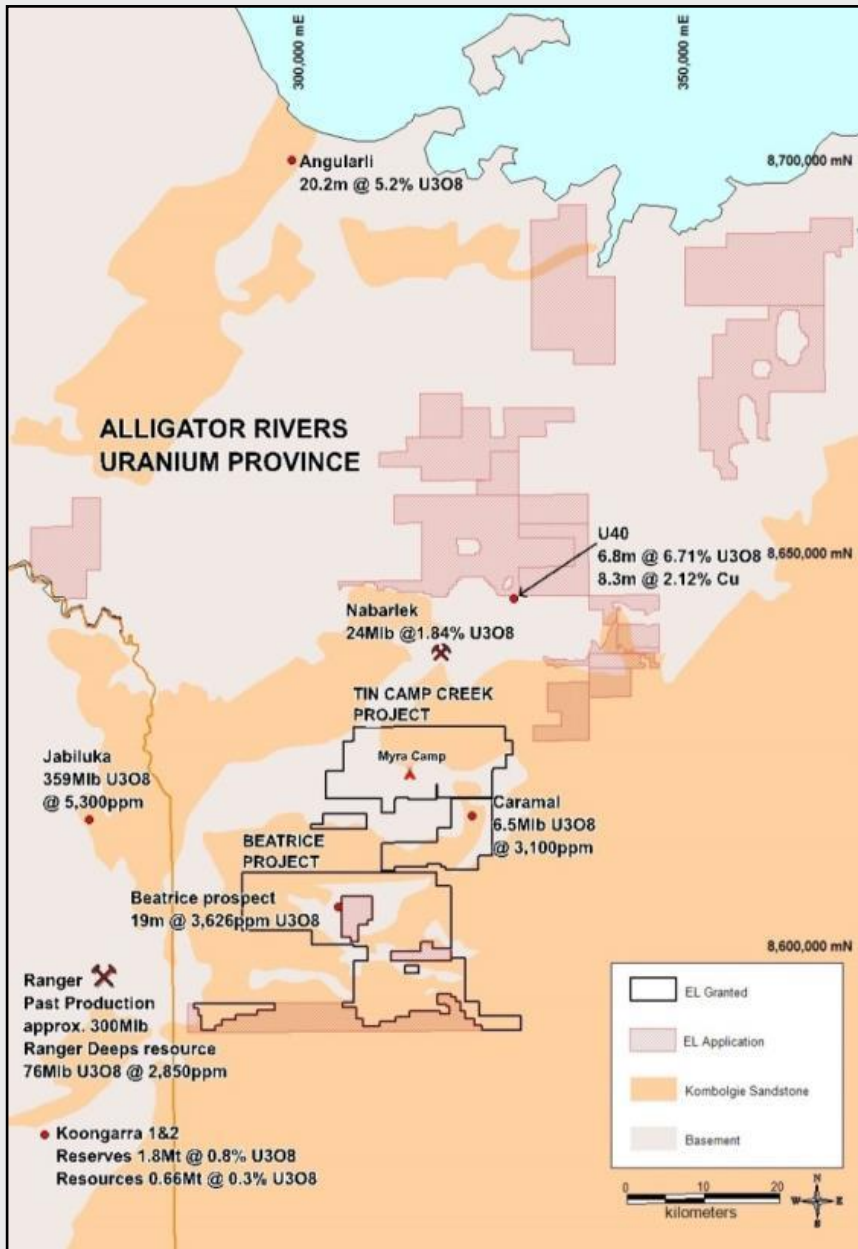 300,000 mE
350,000 mE
Angularli
20.2m @ 5.2% U3O8
8,700,000 mN
ALLIGATOR RIVERS
URANIUM PROVINCE
U40
6.8m @ 6.71% U3O8
8.3m @ 2.12% Cu
8,650,000 mN
Nabarlek
24Mlb @1.84% U3O8
TIN CAMP CREEK
PROJECT
Myra Camp
Jabiluka
359Mlb U3O8
@ 5,300ppm
Caramal
6.5Mlb U3O8
@ 3,100ppm
BEATRICE
PROJECT
Beatrice prospect
19m @ 3,626ppm U3O8
8,600,000 mN
Ranger
Past Production
approx. 300Mlb
Ranger Deeps resource
76Mlb U3O8 @ 2,850ppm
Koongarra 1&2
Reserves 1.8Mt @ 0.8% U3O8
Resources 0.66Mt @ 0.3% U3O8
EL Granted
EL Application
Kombolgie Sandstone
Basement
0 10 20
kilometers
N
W E
S